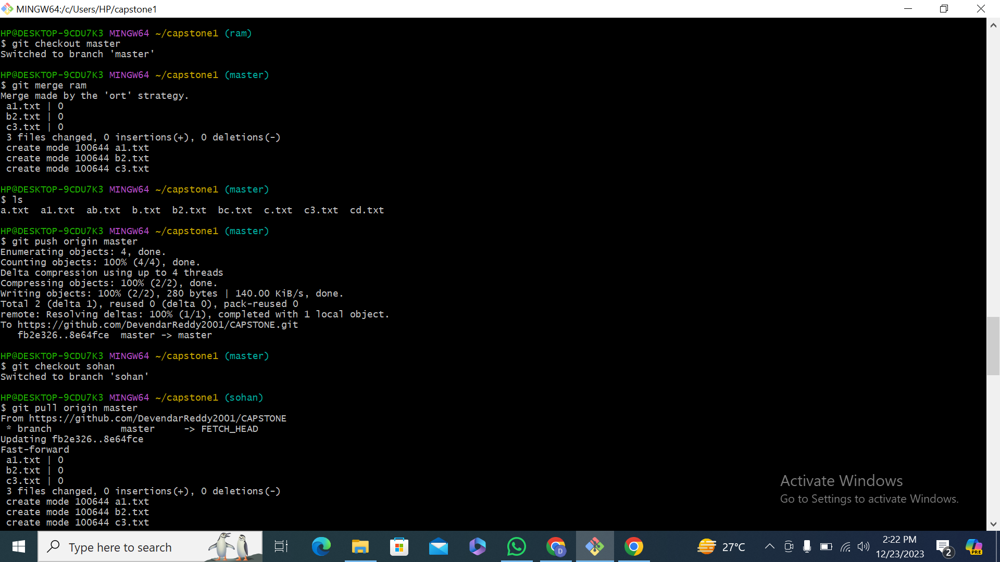 MINGW64:/c/Users/HP/capstone1
HP@DESKTOP-9CDU7K3 MINGW64 ~/capstone1 (ram)
$ git checkout master
Switched to branch 'master'
HP@DESKTOP-9CDU7K3 MINGW64 ~/capstone1 (master)
$ git merge ram
Merge made by the 'ort' strategy.
a1.txt | 0
b2.txt | 0
c3.txt | 0
3 files changed, 0 insertions(+), 0 deletions(-)
create mode 100644 a1.txt
create mode 100644 b2.txt
create mode 100644 c3.txt
HP@DESKTOP-9CDU7K3 MINGW64 ~/capstone1 (master)
$ ls
a.txt  a1.txt  ab.txt  b.txt  b2.txt  bc.txt  c.txt  c3.txt  cd.txt
HP@DESKTOP-9CDU7K3 MINGW64 ~/capstone1 (master)
$ git push origin master
Enumerating objects: 4, done.
Counting objects: 100% (4/4), done.
Delta compression using up to 4 threads
Compressing objects: 100% (2/2), done.
Writing objects: 100% (2/2), 280 bytes | 140.00 KiB/s, done.
Total 2 (delta 1), reused 0 (delta 0), pack-reused 0
remote: Resolving deltas: 100% (1/1), completed with 1 local object.
To https://github.com/DevendarReddy2001/CAPSTONE.git
fb2e326..8e64fce  master -> master
HP@DESKTOP-9CDU7K3 MINGW64 ~/capstone1 (master)
$ git checkout sohan
Switched to branch 'sohan'
HP@DESKTOP-9CDU7K3 MINGW64 ~/capstone1 (sohan)
$ git pull origin master
From https://github.com/DevendarReddy2001/CAPSTONE
* branch            master     -> FETCH_HEAD
Updating fb2e326..8e64fce
Fast-forward
a1.txt | 0
b2.txt | 0
c3.txt | 0
3 files changed, 0 insertions(+), 0 deletions(-)
create mode 100644 a1.txt
create mode 100644 b2.txt
create mode 100644 c3.txt
Activate Windows
Go to Settings to activate Windows.
Type here to search
D
27°C
2:22 PM
12/23/2023
2
PRE